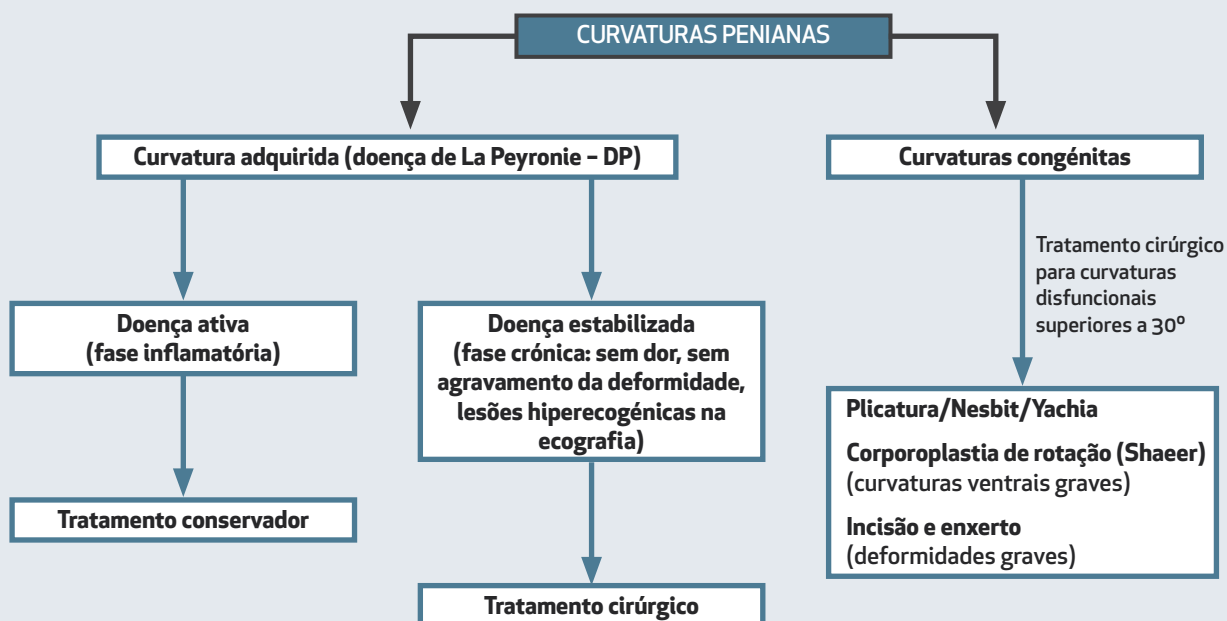 CURVATURAS PENIANAS
Curvatura adquirida (doença de La Peyronie – DP)
Curvaturas congénitas
Tratamento cirúrgico
para curvaturas
disfuncionais
superiores a 30º
Doença ativa
(fase inflamatória)
Doença estabilizada
(fase crónica: sem dor, sem
agravamento da deformidade,
lesões hiperecogénicas na
ecografia)
Plicatura/Nesbit/Yachia
Corporoplastia de rotação (Shaeer)
(curvaturas ventrais graves)
Incisão e enxerto
(deformidades graves)
Tratamento conservador
Tratamento cirúrgico